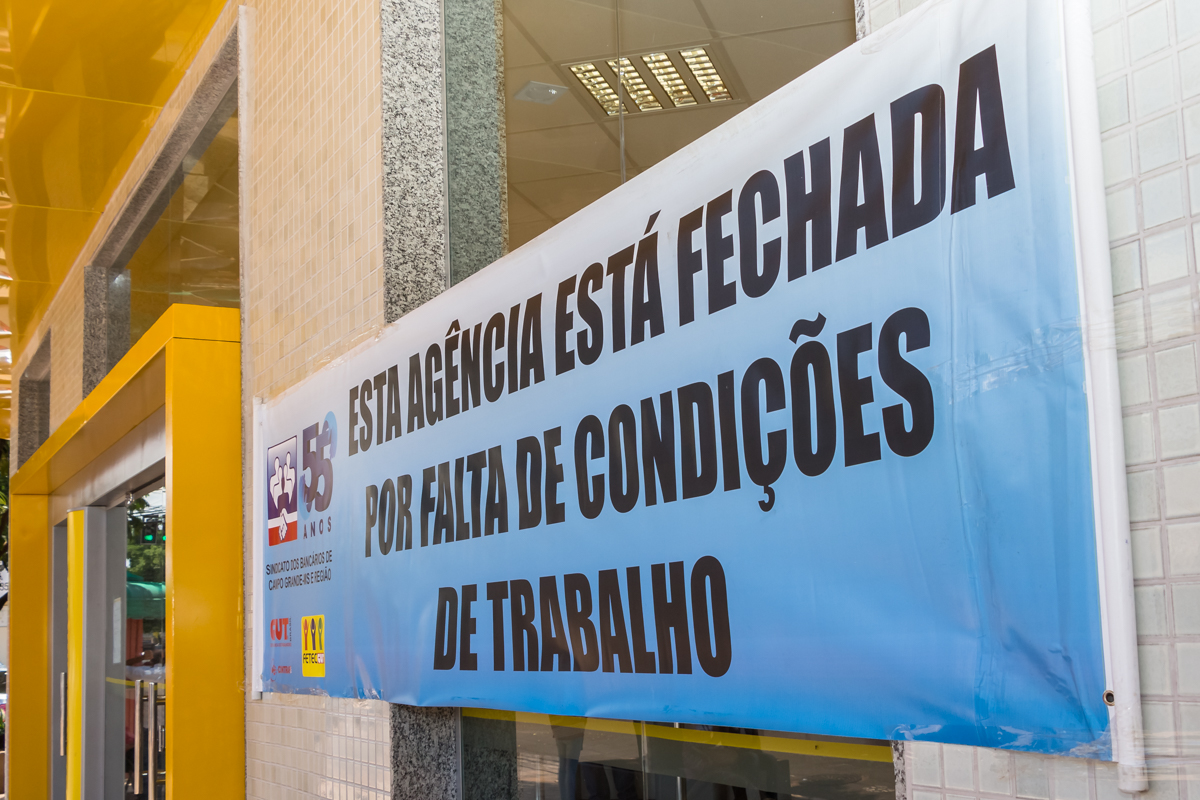 ESTA AGÊNCIA ESTÁ FECHADA
POR FALTA DE CONDIÇÕES
DE TRABALHO
ANOS
SINDICATO DOS BANCÁRIOS DE
CAMPO GRANDE-MS E REGIÃO
CUT
FETEC